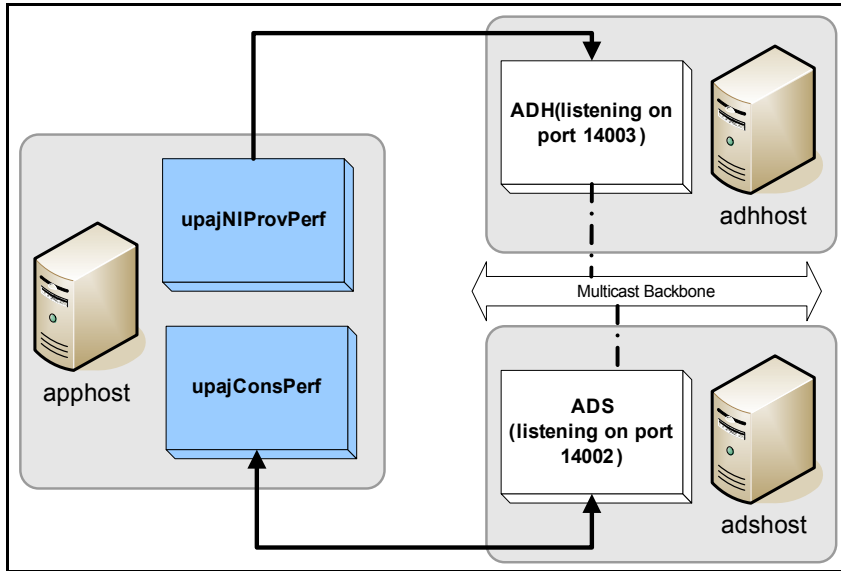 upajNIProvPerf
upajConsPerf
apphost
ADH(listening on
port 14003)
adhhost
Multicast Backbone
ADS
(listening on port
14002)
adshost